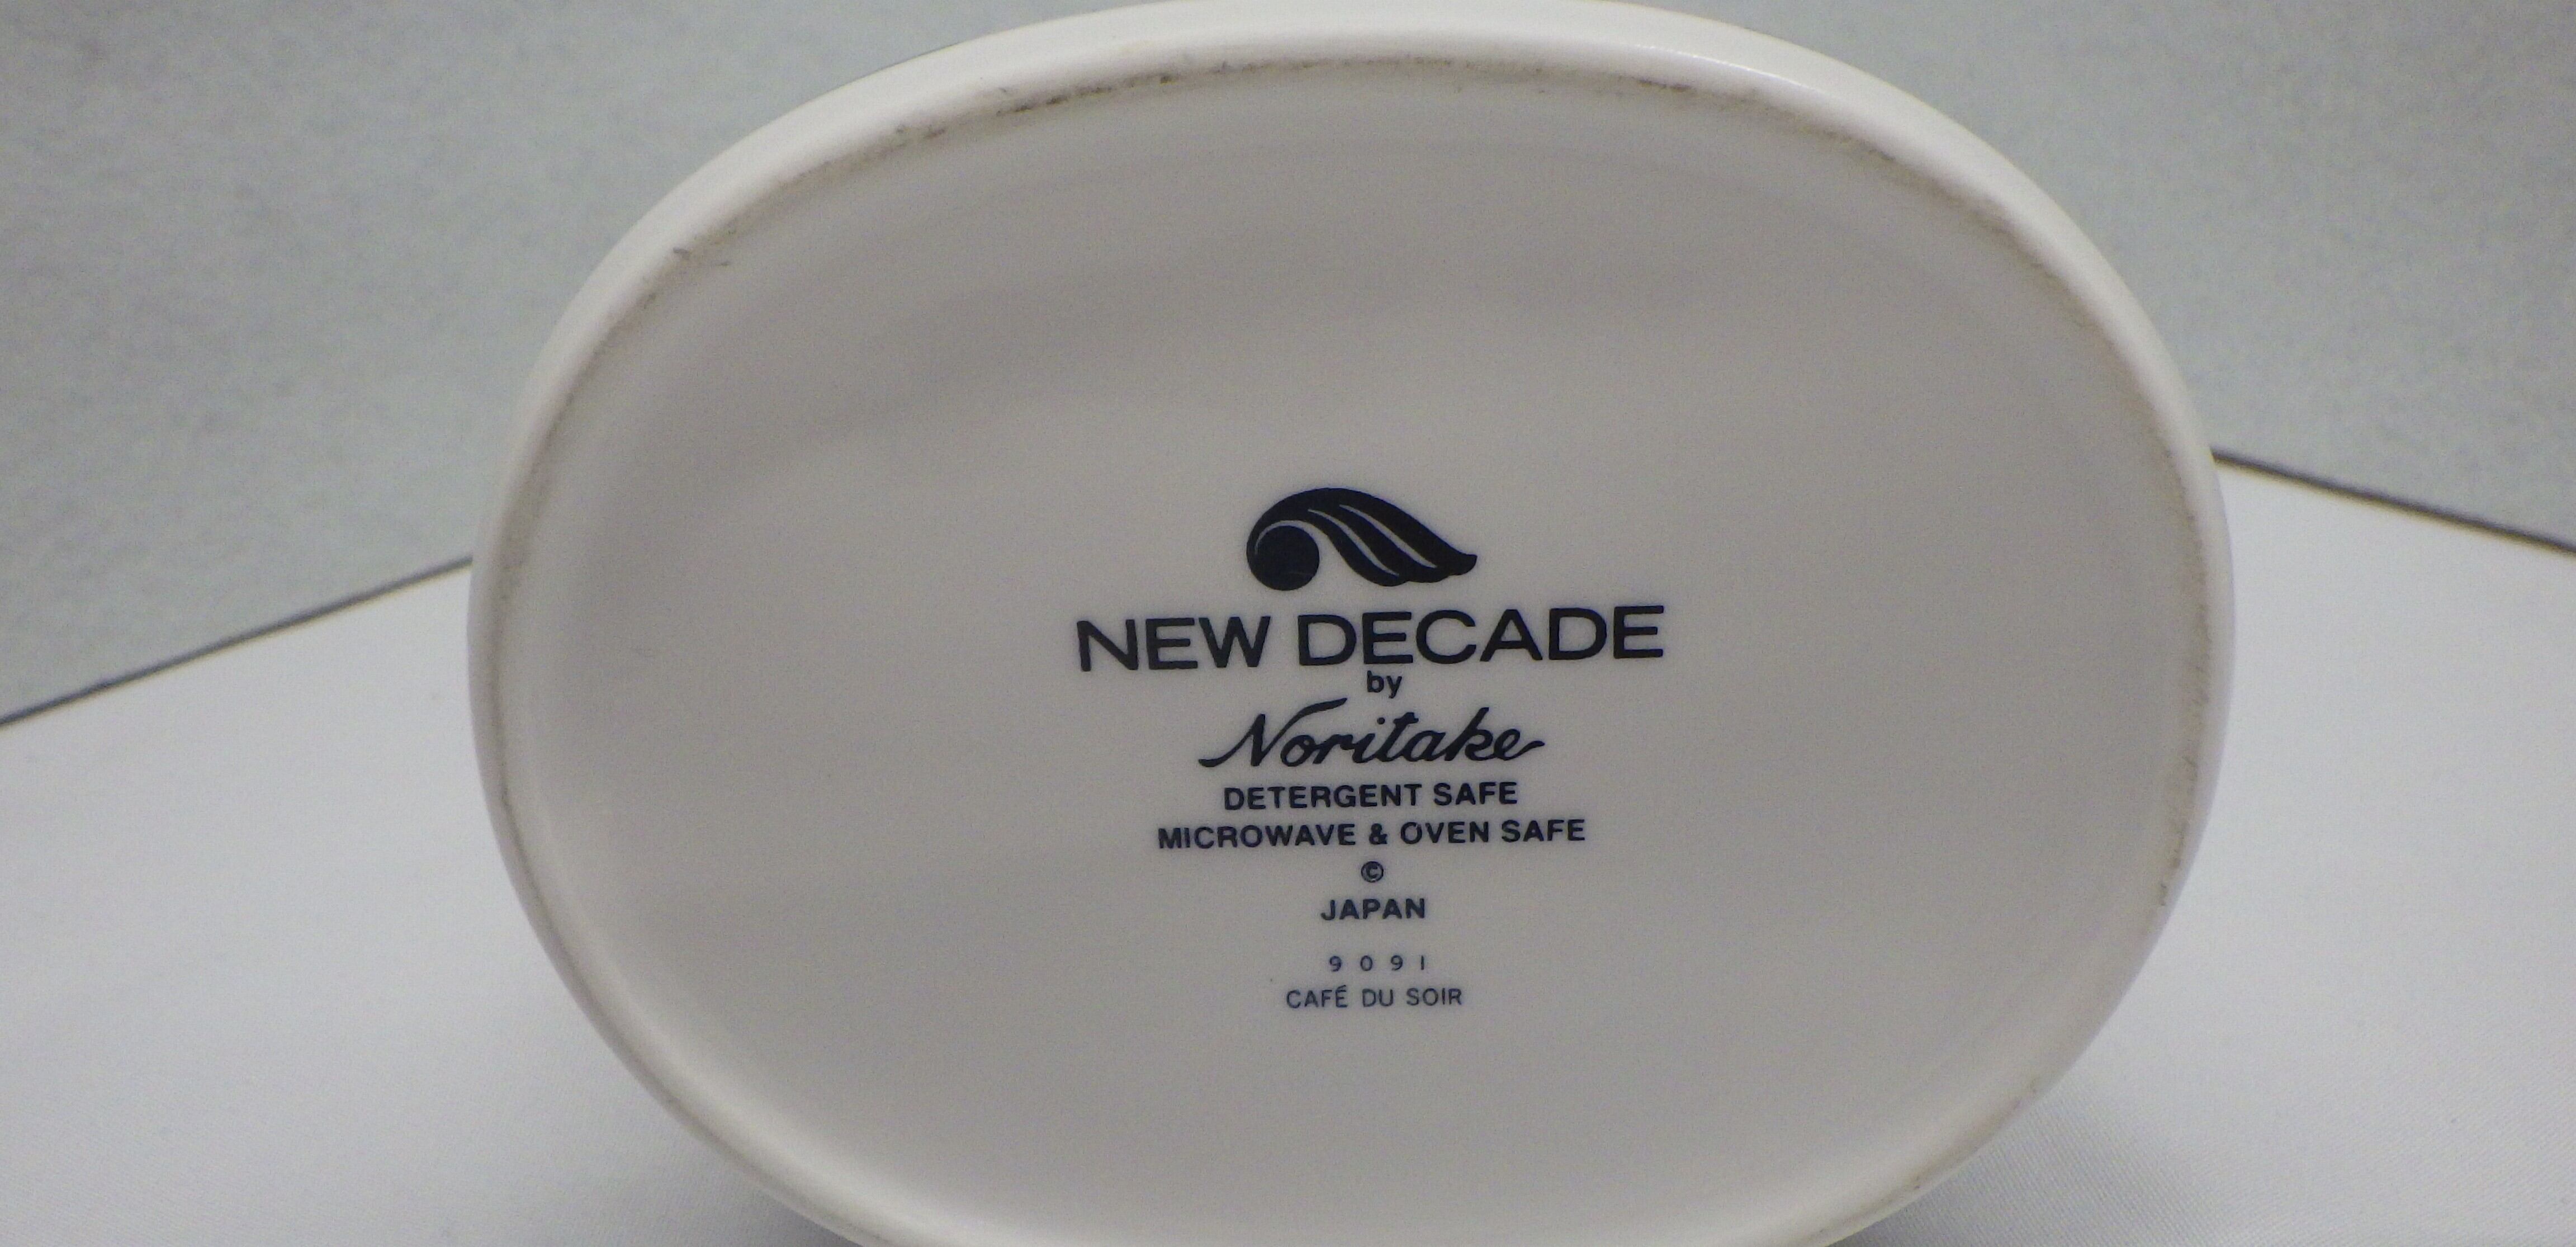 NEW DECADE
by
Noritake
DETERGENT SAFE
MICROWAVE & OVEN SAFE
©
JAPAN
9091
CAFÉ DU SOIR